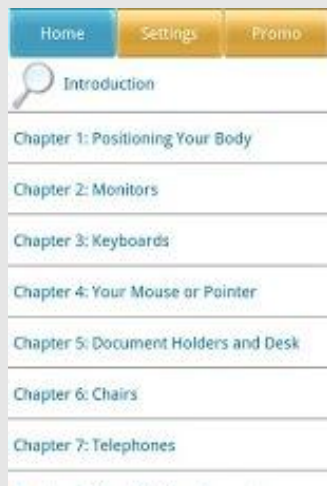 Home Settings Promo
Introduction
Chapter 1: Positioning Your Body
Chapter 2: Monitors
Chapter 3: Keyboards
Chapter 4: Your Mouse or Pointer
Chapter 5: Document Holders and Desk
Chapter 6: Chairs
Chapter 7: Telephones